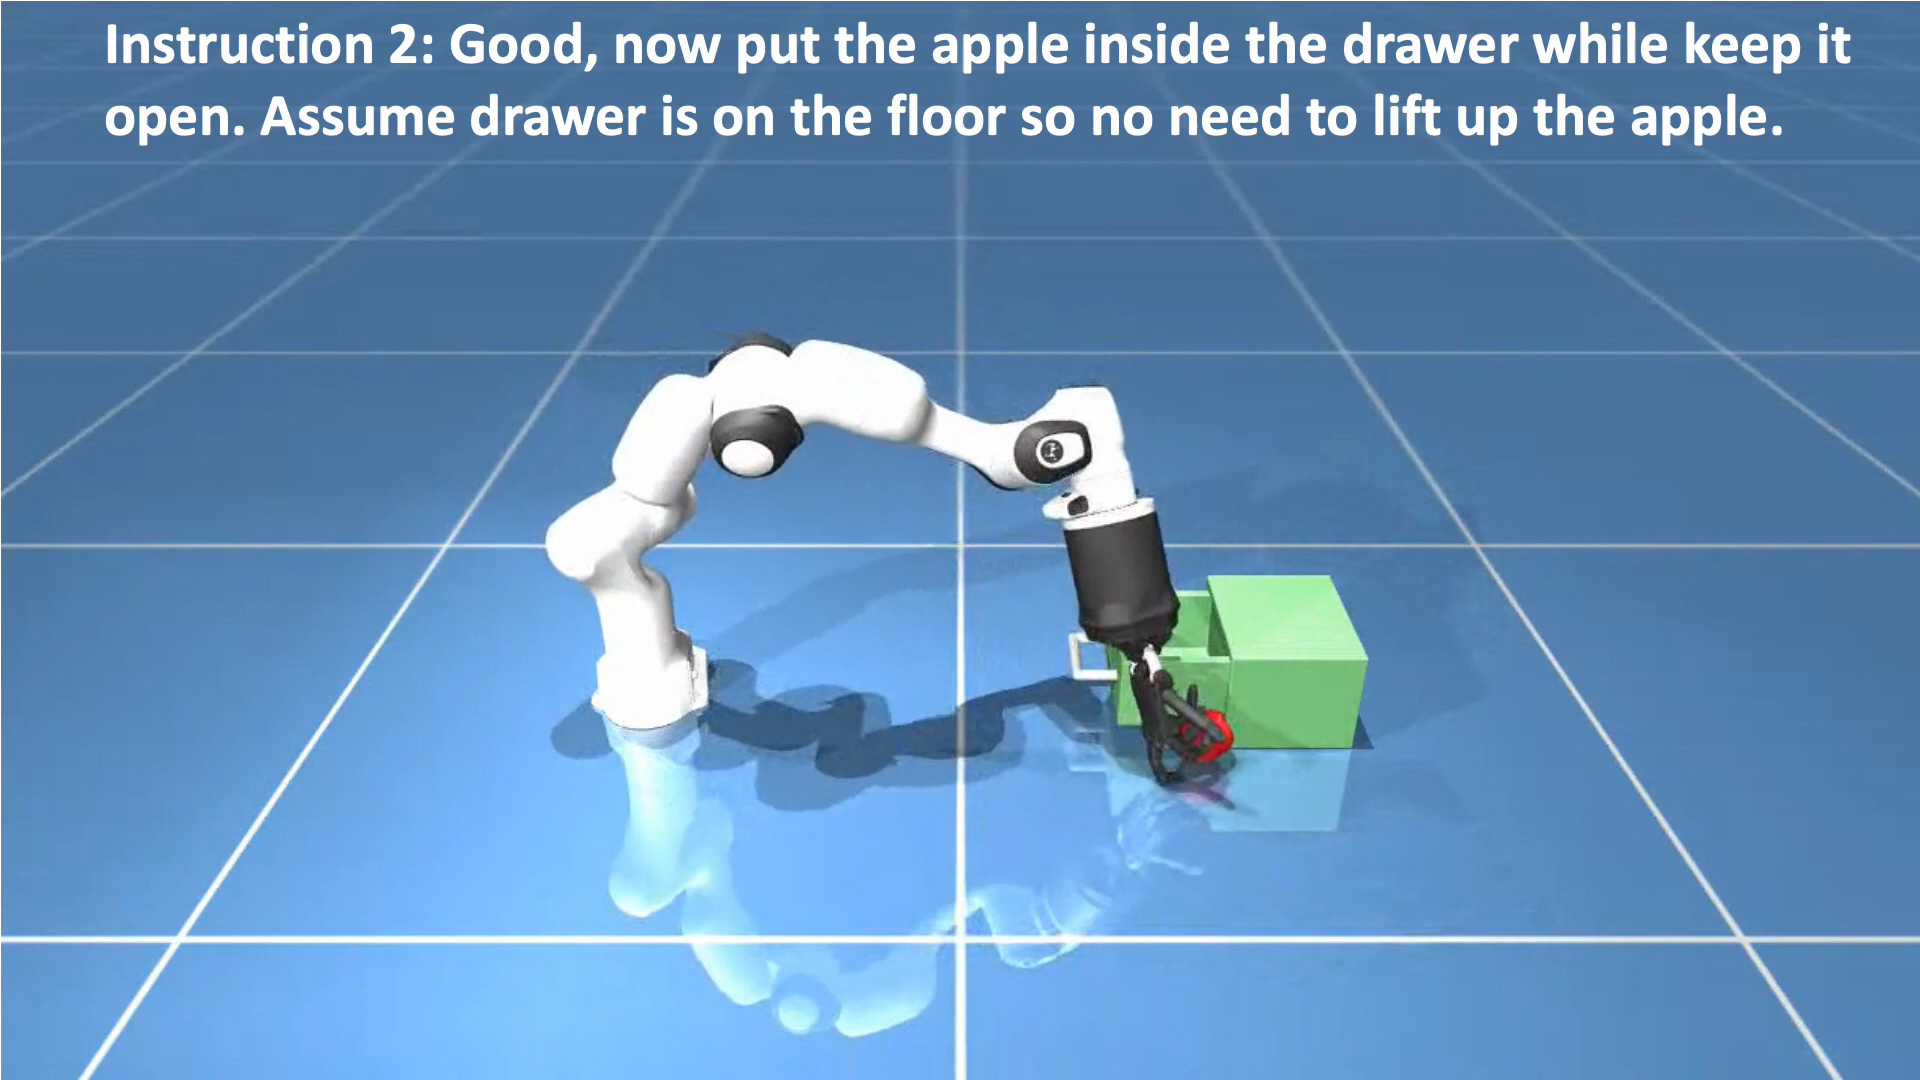 Instruction 2: Good, now put the apple inside the drawer while keep it
open. Assume drawer is on the floor so no need to lift up the apple.